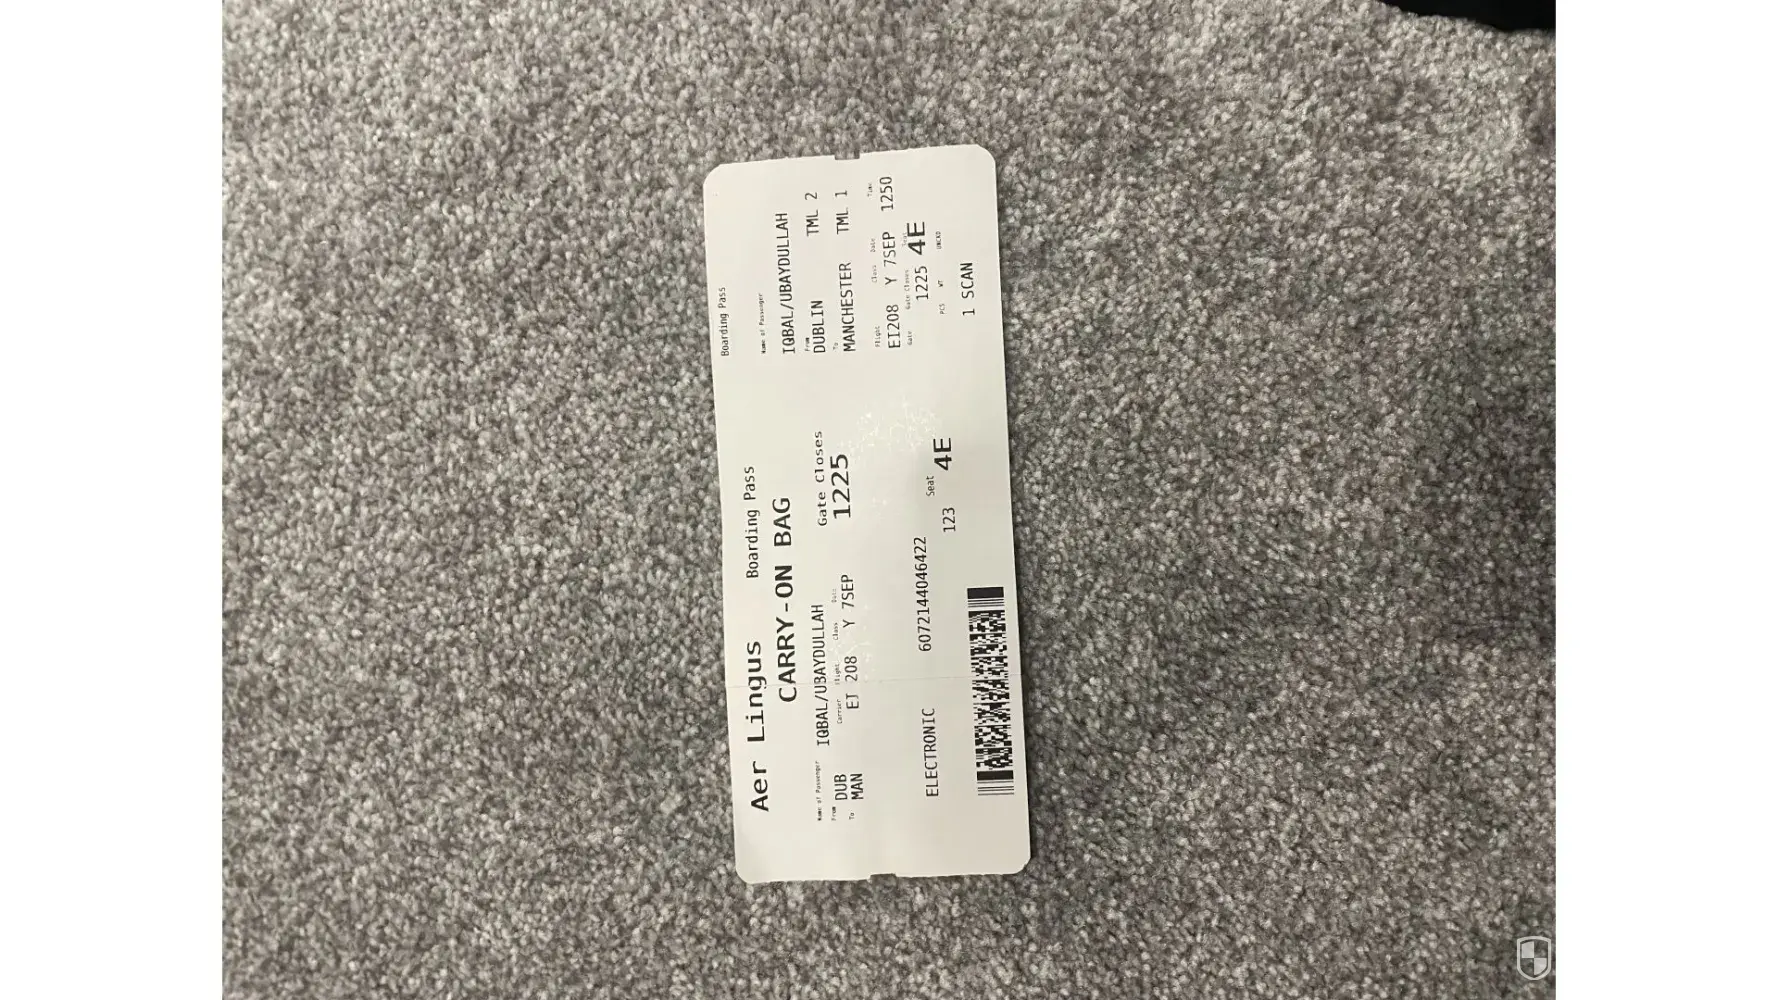 Aer Lingus Boarding Pass
CARRY-ON BAG
Name of Passenger IQBAL/UBAYDULLAH
From DUB Carrier Flight Class Date Gate Closes
To MAN EI 208 Y 7SEP 1225
ELECTRONIC 6072144046422 123 Seat 4E
Boarding Pass
Name of Passenger
IQBAL/UBAYDULLAH
From
DUBLIN TML 2
To
MANCHESTER TML 1
Flight Class Date Time
EI208 Y 7SEP 1250
Gate Gate Closes Seat
1225 4E
PCS WT UNCKD
1 SCAN